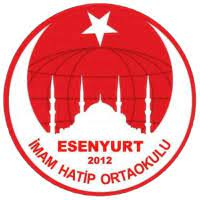 ESENYURT
2012
İMAM HATİP ORTAOKULU